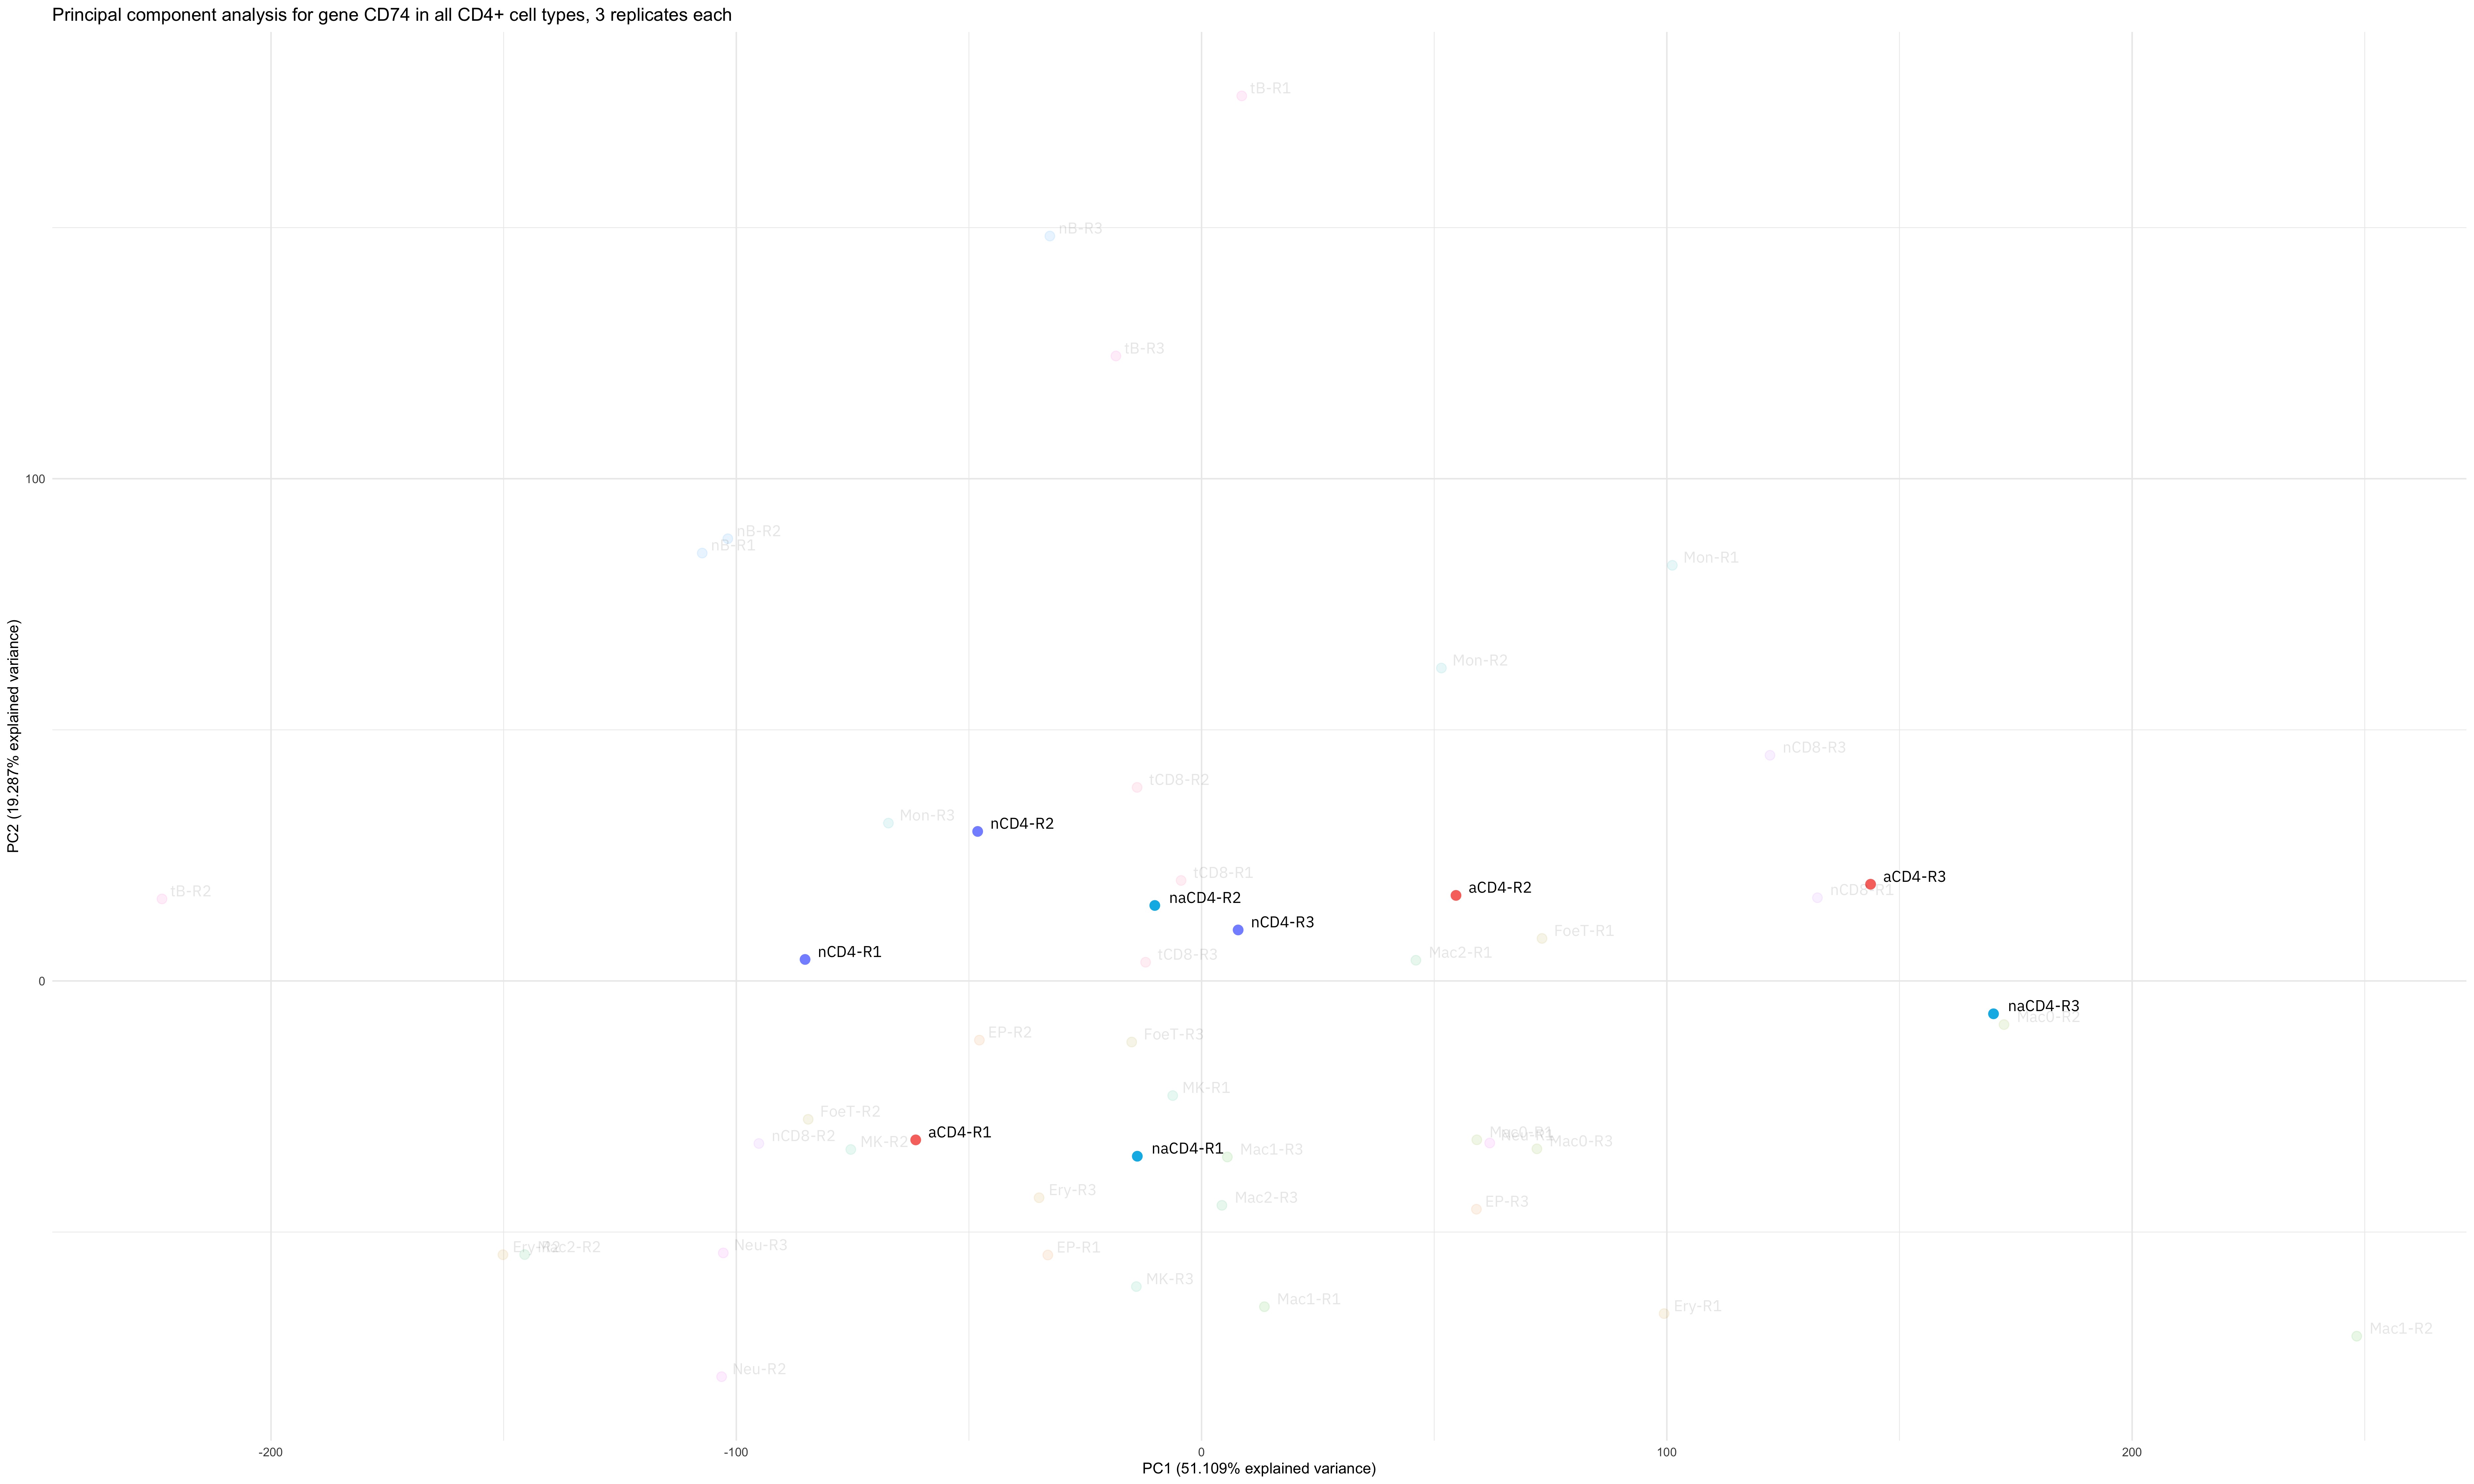 Principal component analysis for gene CD74 in all CD4+ cell types, 3 replicates each
tB-R1
nB-R3
tB-R3
100
nB-R2
nB-R1
Mon-R1
Mon-R2
nCD8-R3
tCD8-R2
Mon-R3
nCD4-R2
tCD8-R1
aCD4-R3
aCD4-R2
nCD8-R1
tB-R2
naCD4-R2
nCD4-R3
FoeT-R1
nCD4-R1
Mac2-R1
tCD8-R3
0
naCD4-R3
Mac0-R2
EP-R2
FoeT-R3
MK-R1
FoeT-R2
aCD4-R1
Mac0-R1
Neu-R1
nCD8-R2
MK-R2
Mac0-R3
naCD4-R1
Mac1-R3
Ery-R3
Mac2-R3
EP-R3
Ery-R2
Mac2-R2
Neu-R3
EP-R1
MK-R3
Mac1-R1
Ery-R1
Mac1-R2
Neu-R2
-200
-100
0
100
200
PC1 (51.109% explained variance)
PC2 (19.287% explained variance)